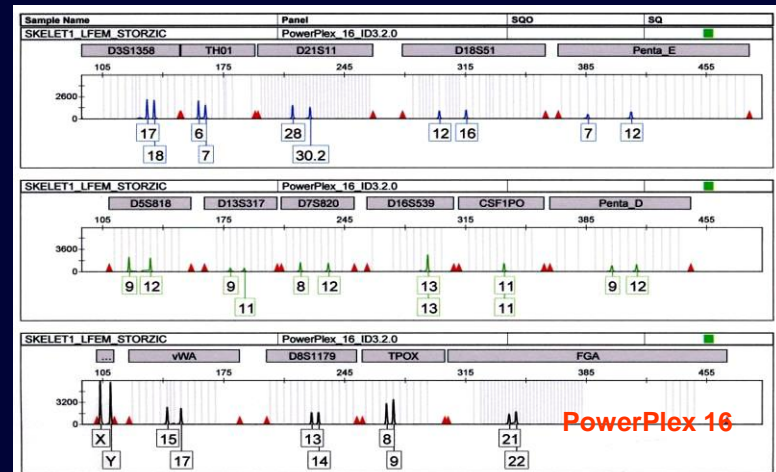 Sample Name Panel SQO SQ
SKELET1_LFEM_STORZIC PowerPlex_16_ID3.2.0
D3S1358 TH01 D21S11 D18S51 Penta_E
105 175 245 315 385 455
2600
0
17 6 28 12 16 7 12
18 7 30.2
SKELET1_LFEM_STORZIC PowerPlex_16_ID3.2.0
D5S818 D13S317 D7S820 D16S539 CSF1PO Penta_D
105 175 245 315 385 455
3600
0
9 12 9 8 12 13 11 9 12
11 13 11
SKELET1_LFEM_STORZIC PowerPlex_16_ID3.2.0
... vWA D8S1179 TPOX FGA
105 175 245 315 385 455
3200
0
PowerPlex 16
X 15 13 8 21
Y 17 14 9 22